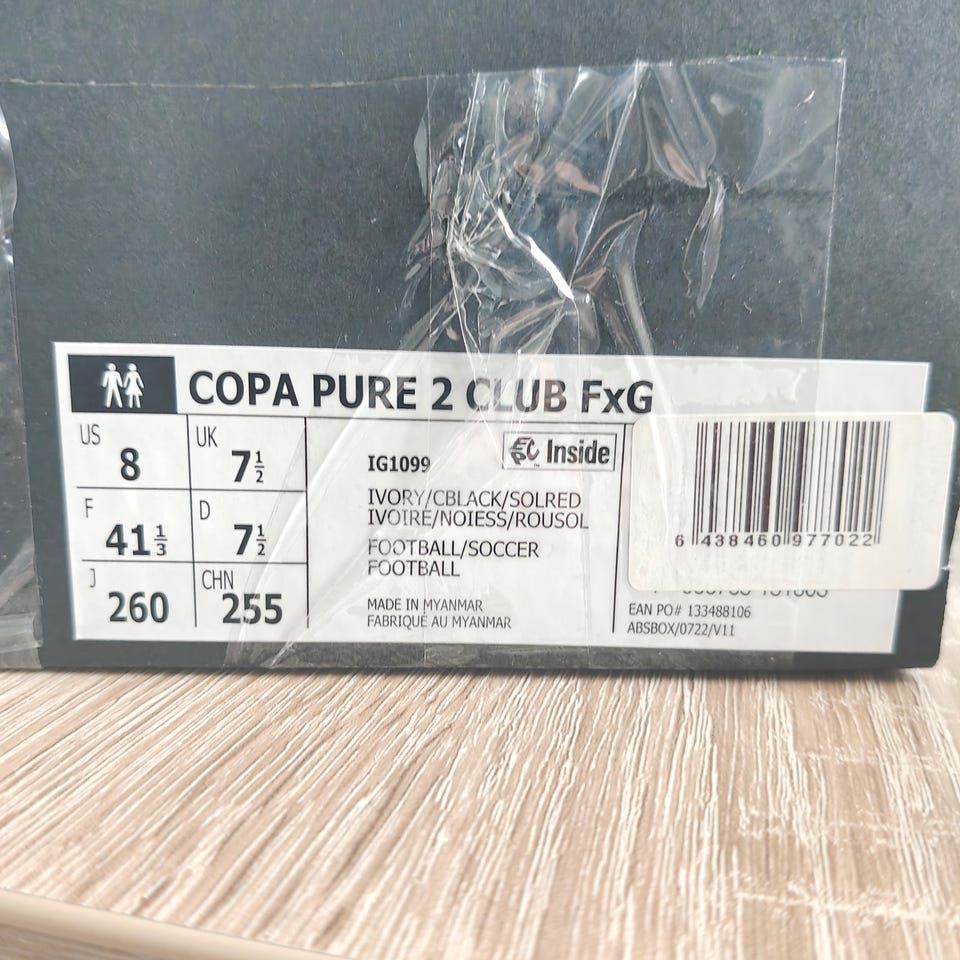 COPA PURE 2 CLUB FxG
US 8 UK 7½
F 41⅓ D 7½
J 260 CHN 255
IG1099
EPC™ Inside
IVORY/CBLACK/SOLRED
IVOIRE/NOIESS/ROUSOL
FOOTBALL/SOCCER
FOOTBALL
MADE IN MYANMAR
FABRIQUÉ AU MYANMAR
6 438460 977022
EAN PO# 133488106
ABSBOX/0722/V11